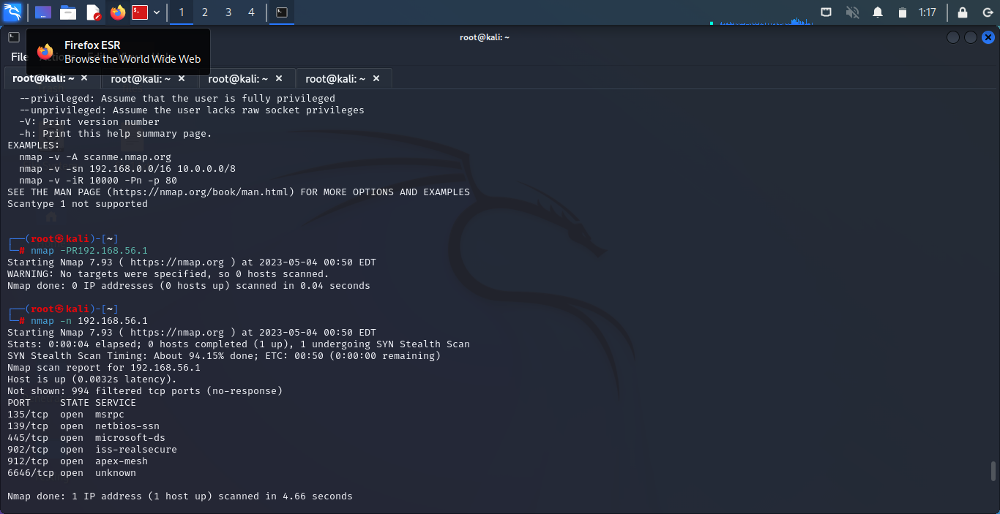 1 2 3 4 1:17
root@kali: ~
Firefox ESR
File Actions Edit View Help
Browse the World Wide Web
root@kali: ~ × root@kali: ~ × root@kali: ~ × root@kali: ~ ×
--privileged: Assume that the user is fully privileged
--unprivileged: Assume the user lacks raw socket privileges
-V: Print version number
-h: Print this help summary page.
EXAMPLES:
nmap -v -A scanme.nmap.org
nmap -v -sn 192.168.0.0/16 10.0.0.0/8
nmap -v -iR 10000 -Pn -p 80
SEE THE MAN PAGE (https://nmap.org/book/man.html) FOR MORE OPTIONS AND EXAMPLES
Scantype 1 not supported
┌──(root㉿kali)-[~]
└─# nmap -PR192.168.56.1
Starting Nmap 7.93 ( https://nmap.org ) at 2023-05-04 00:50 EDT
WARNING: No targets were specified, so 0 hosts scanned.
Nmap done: 0 IP addresses (0 hosts up) scanned in 0.04 seconds
┌──(root㉿kali)-[~]
└─# nmap -n 192.168.56.1
Starting Nmap 7.93 ( https://nmap.org ) at 2023-05-04 00:50 EDT
Stats: 0:00:04 elapsed; 0 hosts completed (1 up), 1 undergoing SYN Stealth Scan
SYN Stealth Scan Timing: About 94.15% done; ETC: 00:50 (0:00:00 remaining)
Nmap scan report for 192.168.56.1
Host is up (0.0032s latency).
Not shown: 994 filtered tcp ports (no-response)
PORT     STATE SERVICE
135/tcp  open  msrpc
139/tcp  open  netbios-ssn
445/tcp  open  microsoft-ds
902/tcp  open  iss-realsecure
912/tcp  open  apex-mesh
6646/tcp open  unknown
Nmap done: 1 IP address (1 host up) scanned in 4.66 seconds